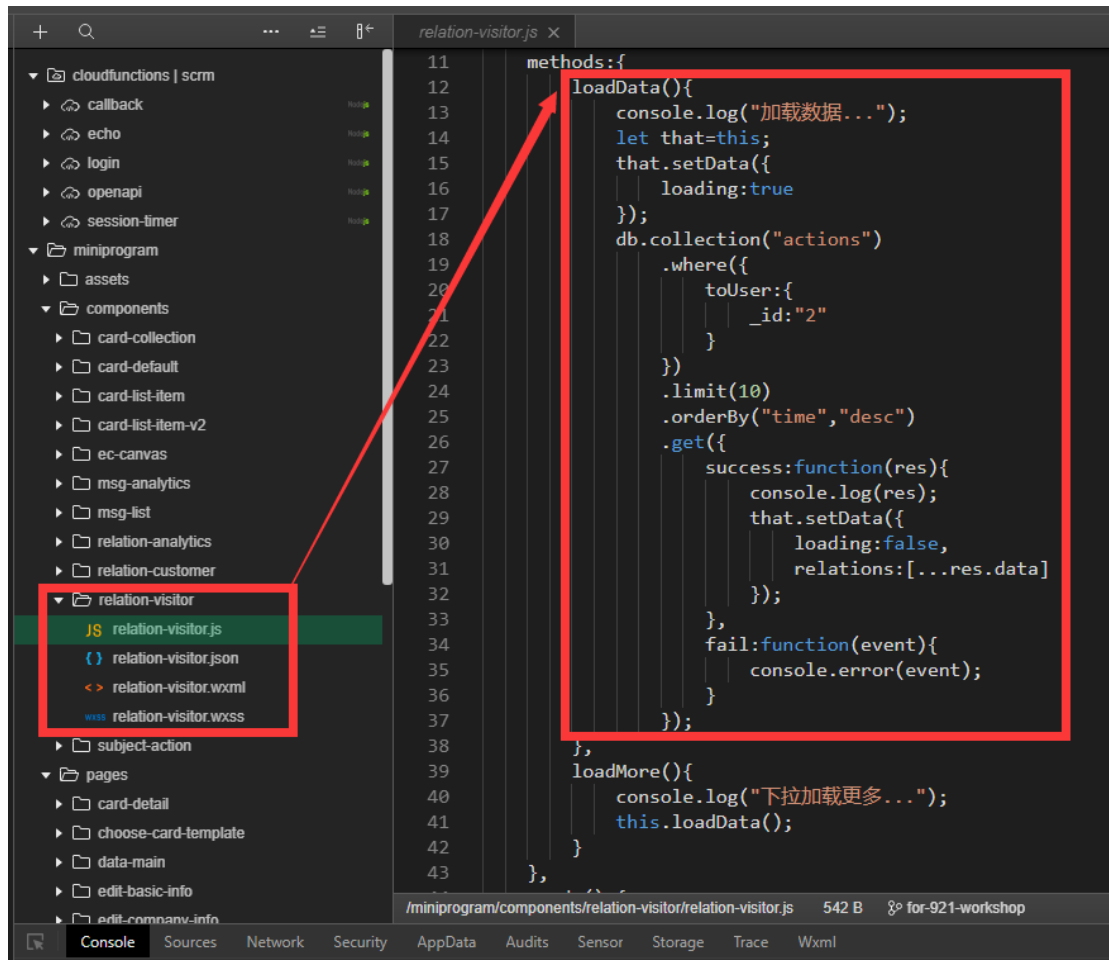 relation-visitor.js
cloudfunctions | scrm
callback
echo
login
openapi
session-timer
miniprogram
assets
components
card-collection
card-default
card-list-item
card-list-item-v2
ec-canvas
msg-analytics
msg-list
relation-analytics
relation-customer
relation-visitor
JS relation-visitor.js
{ } relation-visitor.json
< > relation-visitor.wxml
wxss relation-visitor.wxss
subject-action
pages
card-detail
choose-card-template
data-main
edit-basic-info
edit-company-info
11 methods:{
12 loadData(){
13 console.log("加载数据...");
14 let that=this;
15 that.setData({
16 loading:true
17 });
18 db.collection("actions")
19 .where({
20 toUser:{
21 _id:"2"
22 }
23 })
24 .limit(10)
25 .orderBy("time","desc")
26 .get({
27 success:function(res){
28 console.log(res);
29 that.setData({
30 loading:false,
31 relations:[...res.data]
32 });
33 },
34 fail:function(event){
35 console.error(event);
36 }
37 });
38 },
39 loadMore(){
40 console.log("下拉加载更多...");
41 this.loadData();
42 }
43 },
/miniprogram/components/relation-visitor/relation-visitor.js 542 B for-921-workshop
Console Sources Network Security AppData Audits Sensor Storage Trace Wxml